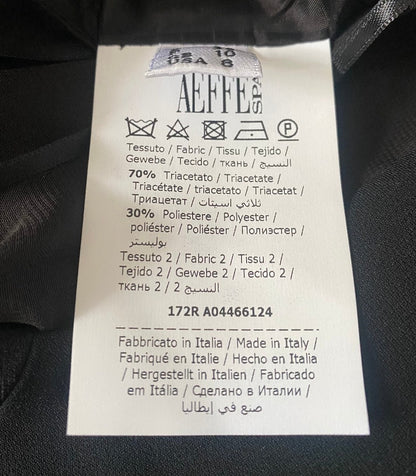 10
USA 8
AEFFE SPA
Tessuto / Fabric / Tissu / Tejido /
Gewebe / Tecido / ткань / النسيج
70% Triacetato / Triacetate /
Triacétate / triacetato / Triacetat /
Триацетат / ثلاثي اسيتات
30% Poliestere / Polyester /
poliéster / Poliéster / Полиэстер /
بوليستر
Tessuto 2 / Fabric 2 / Tissu 2 /
Tejido 2 / Gewebe 2 / Tecido 2 /
ткань 2 / 2 النسيج
172R A04466124
Fabbricato in Italia / Made in Italy /
Fabriqué en Italie / Hecho en Italia
/ Hergestellt in Italien / Fabricado
em Itália / Сделано в Италии /
صنع في إيطاليا